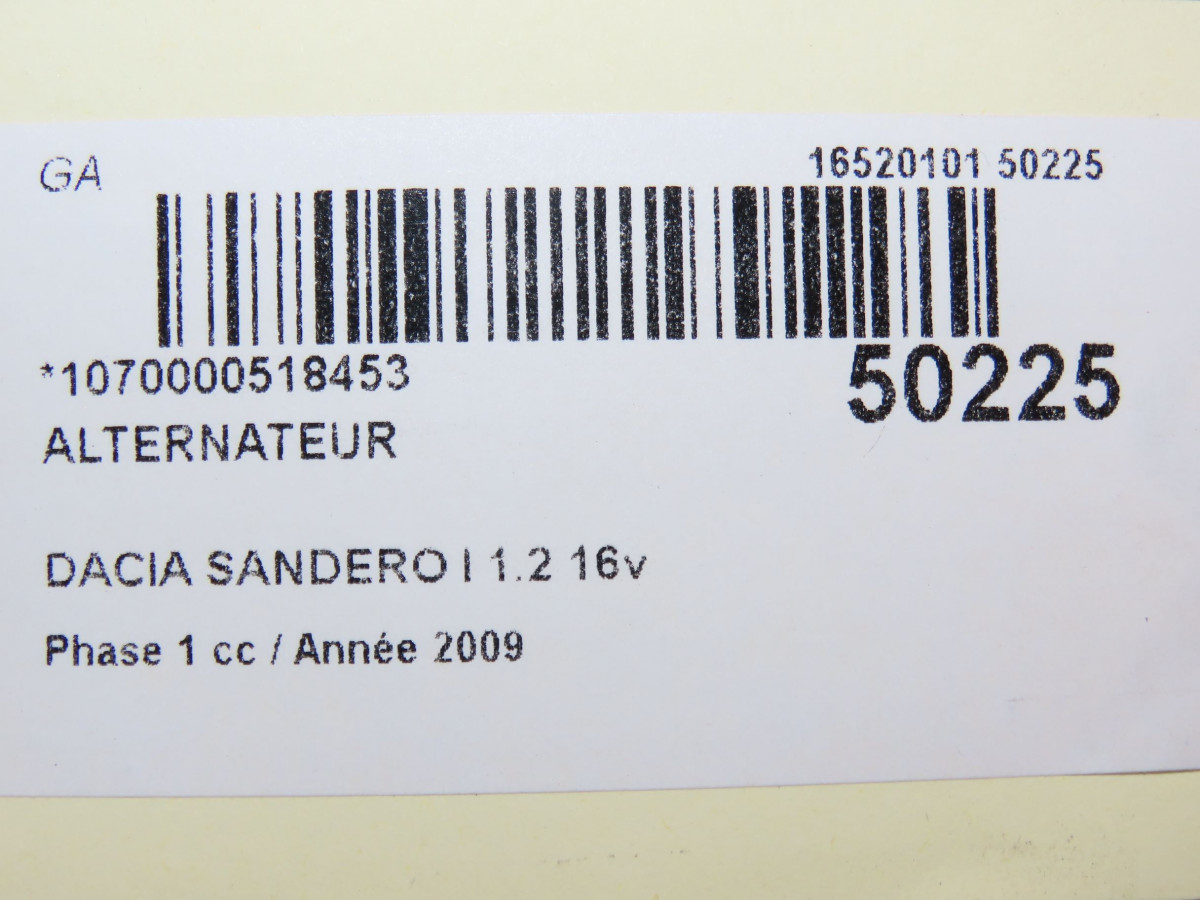 GA
16520101 50225
*1070000518453
50225
ALTERNATEUR
DACIA SANDERO I 1.2 16v
Phase 1 cc / Année 2009